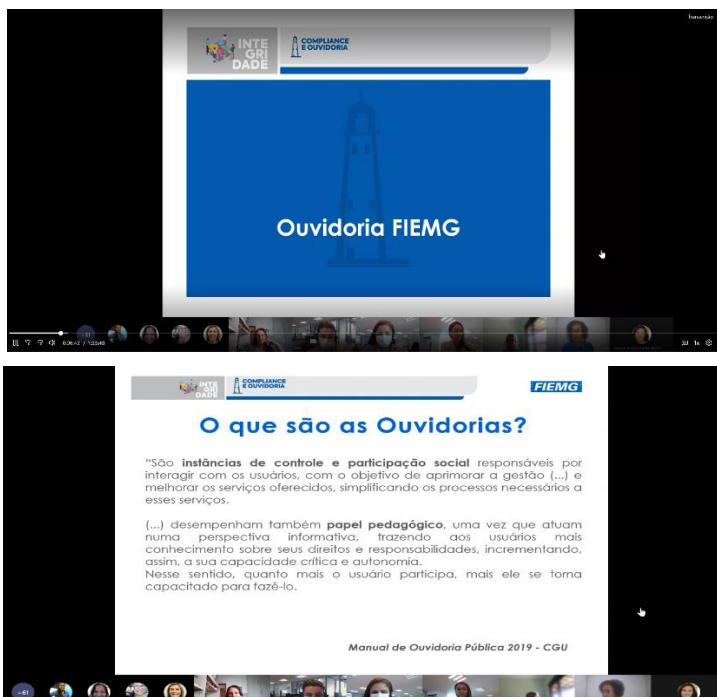 Transcrição
INTE
GRI
DADE
COMPLIANCE
E OUVIDORIA
Ouvidoria FIEMG
1x
INTE
GRI
DADE
COMPLIANCE
E OUVIDORIA
FIEMG
O que são as Ouvidorias?
“São instâncias de controle e participação social responsáveis por
interagir com os usuários, com o objetivo de aprimorar a gestão (...) e
melhorar os serviços oferecidos, simplificando os processos necessários a
esses serviços.
(...) desempenham também papel pedagógico, uma vez que atuam
numa perspectiva informativa, trazendo aos usuários mais
conhecimento sobre seus direitos e responsabilidades, incrementando,
assim, a sua capacidade crítica e autonomia.
Nesse sentido, quanto mais o usuário participa, mais ele se torna
capacitado para fazê-lo.
Manual de Ouvidoria Pública 2019 - CGU
+61